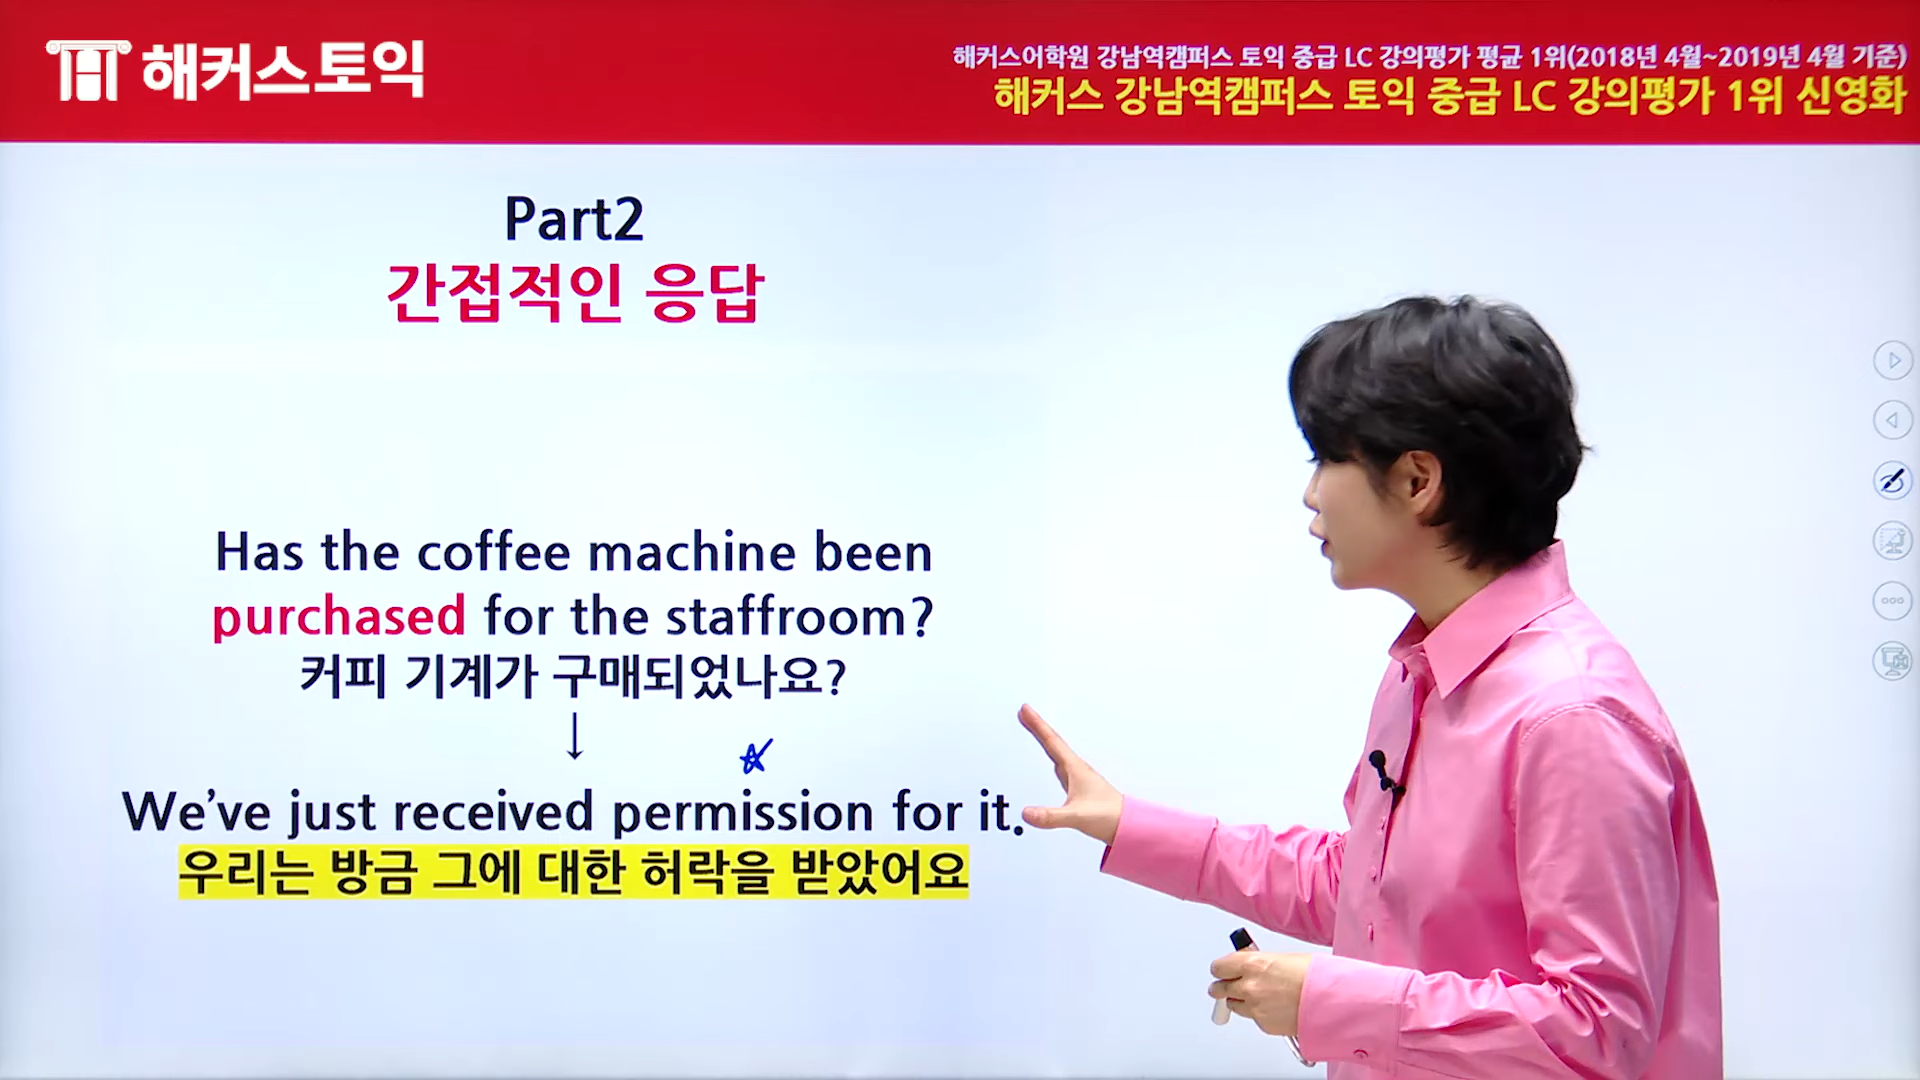 해커스토익
해커스어학원 강남역캠퍼스 토익 중급 LC 강의평가 평균 1위(2018년 4월~2019년 4월 기준)
해커스 강남역캠퍼스 토익 중급 LC 강의평가 1위 신영화
Part2
간접적인 응답
Has the coffee machine been
purchased for the staffroom?
커피 기계가 구매되었나요?
↓
We’ve just received permission for it.
우리는 방금 그에 대한 허락을 받았어요